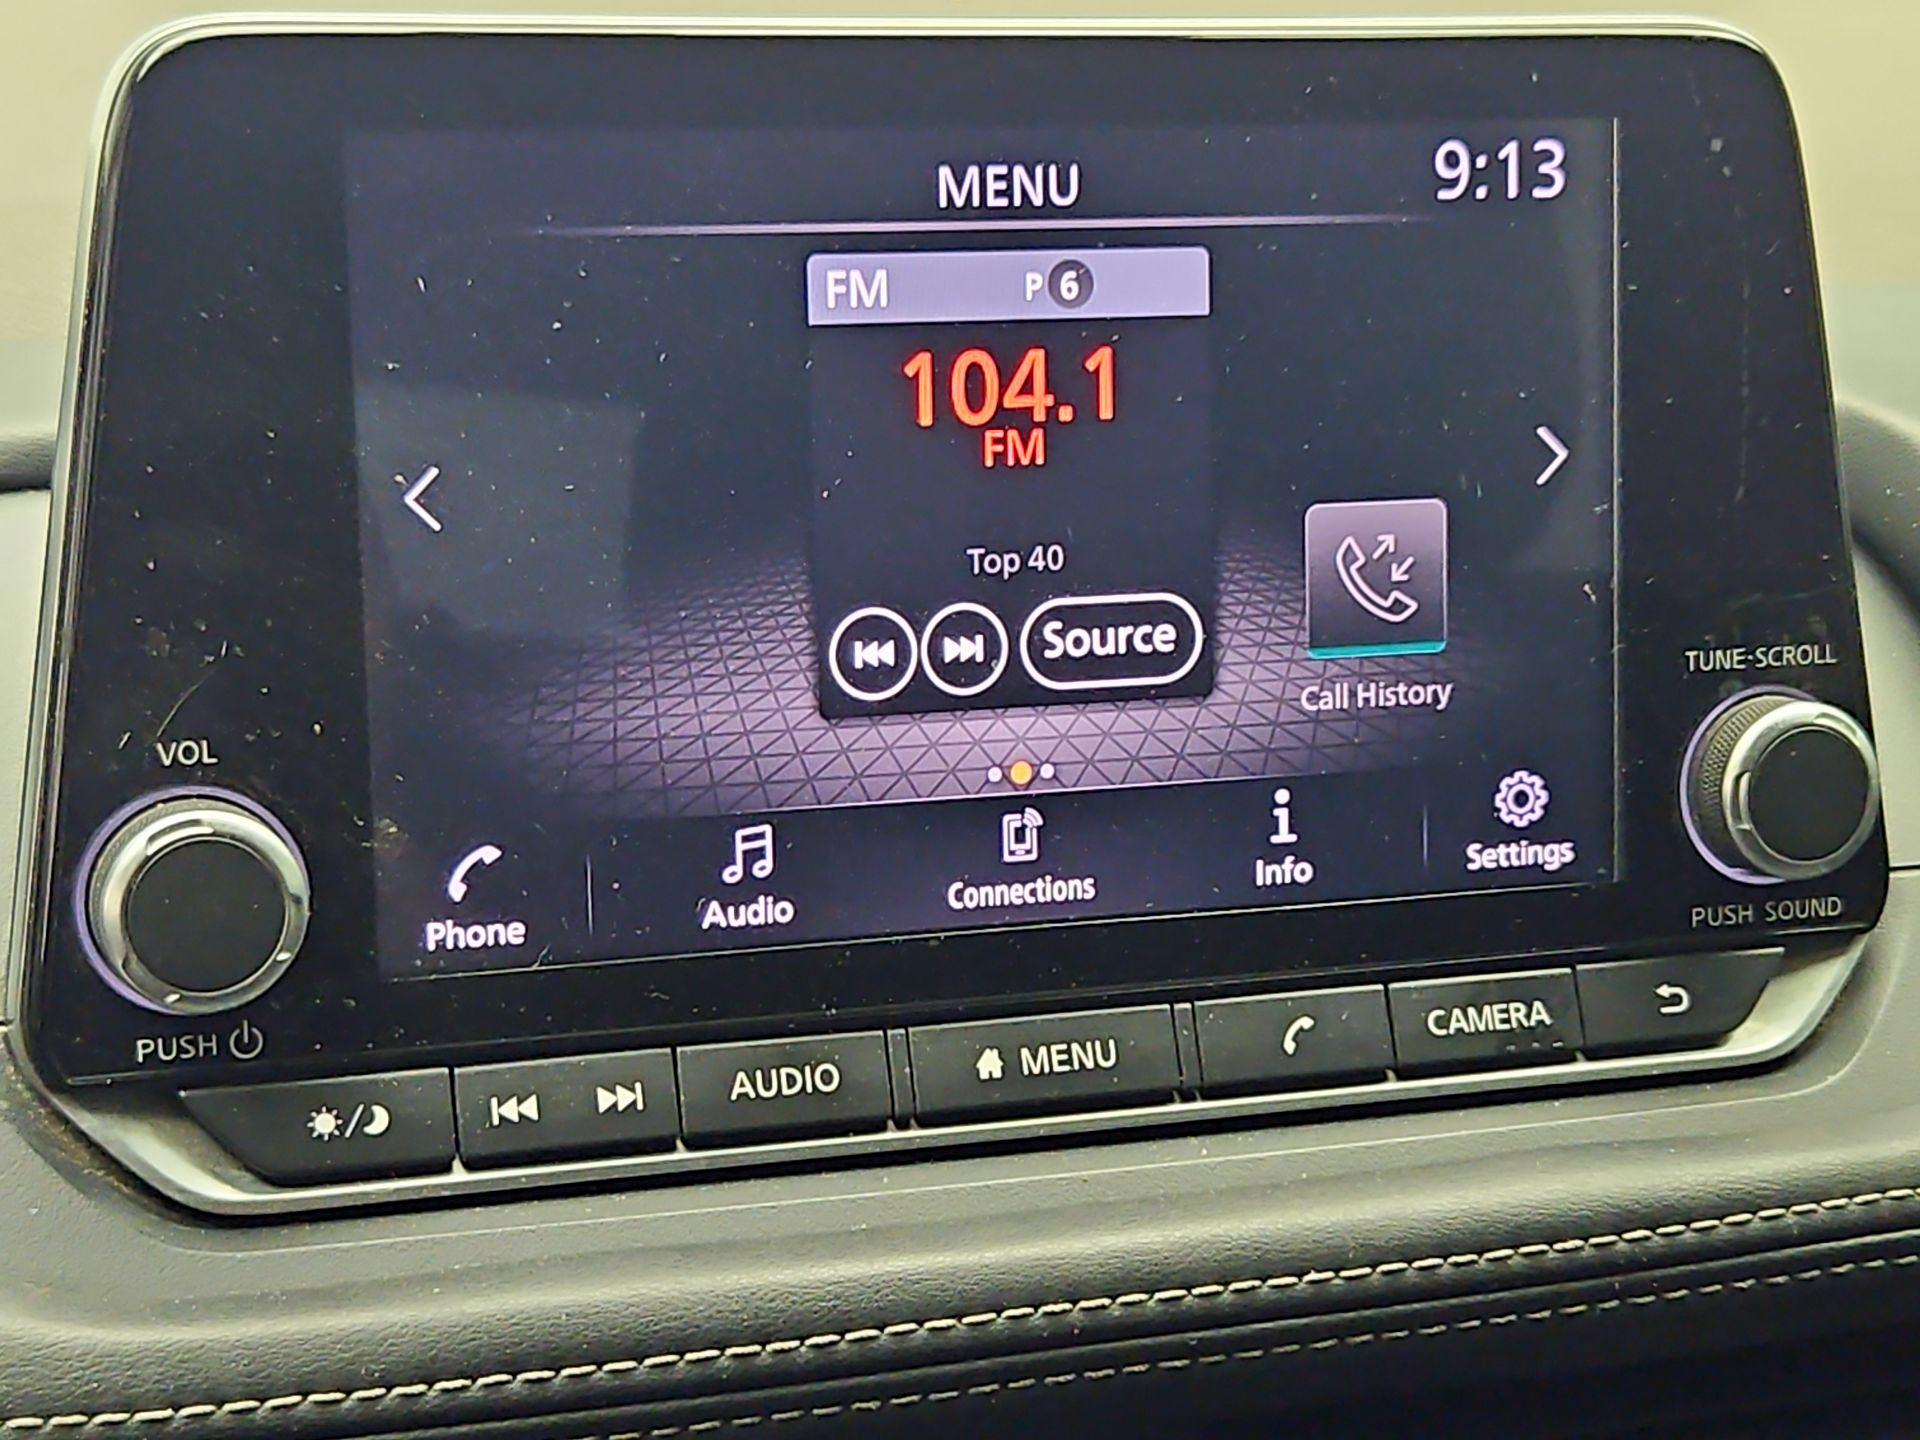 MENU
9:13
FM P 6
104.1
FM
Top 40
Source
Call History
TUNE·SCROLL
VOL
Phone
Audio
Connections
Info
Settings
PUSH SOUND
PUSH
AUDIO
MENU
CAMERA